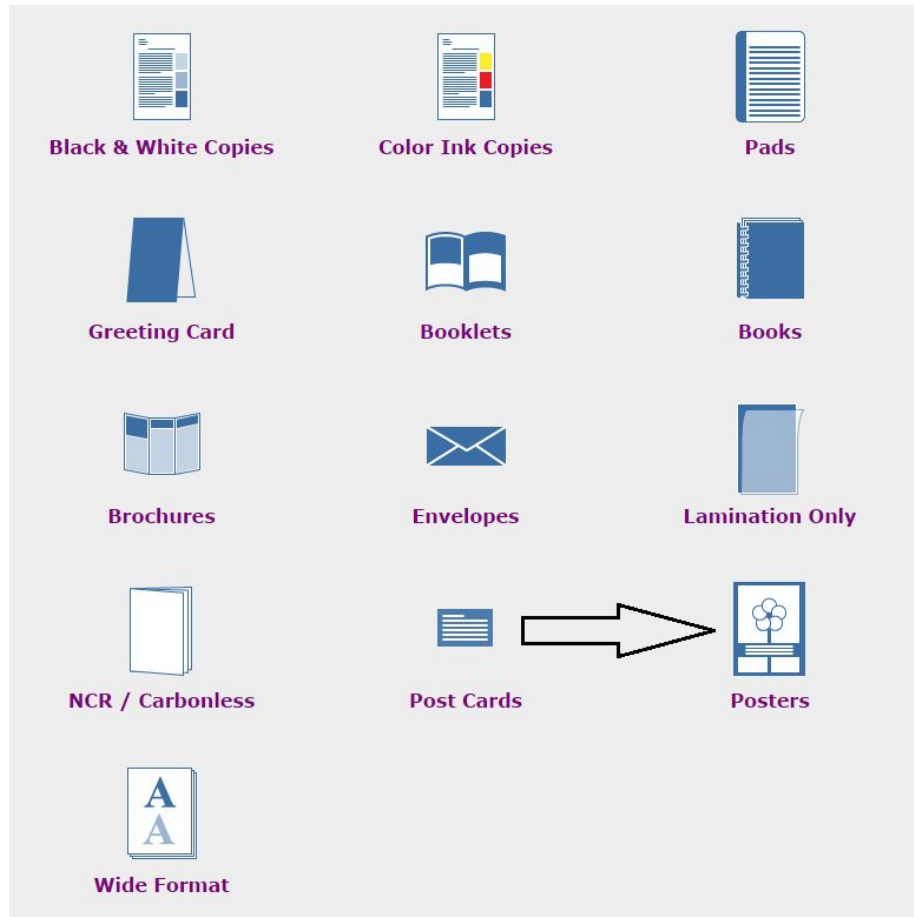 Black & White Copies
Color Ink Copies
Pads
Greeting Card
Booklets
Books
Brochures
Envelopes
Lamination Only
NCR / Carbonless
Post Cards
Posters
A
A
Wide Format